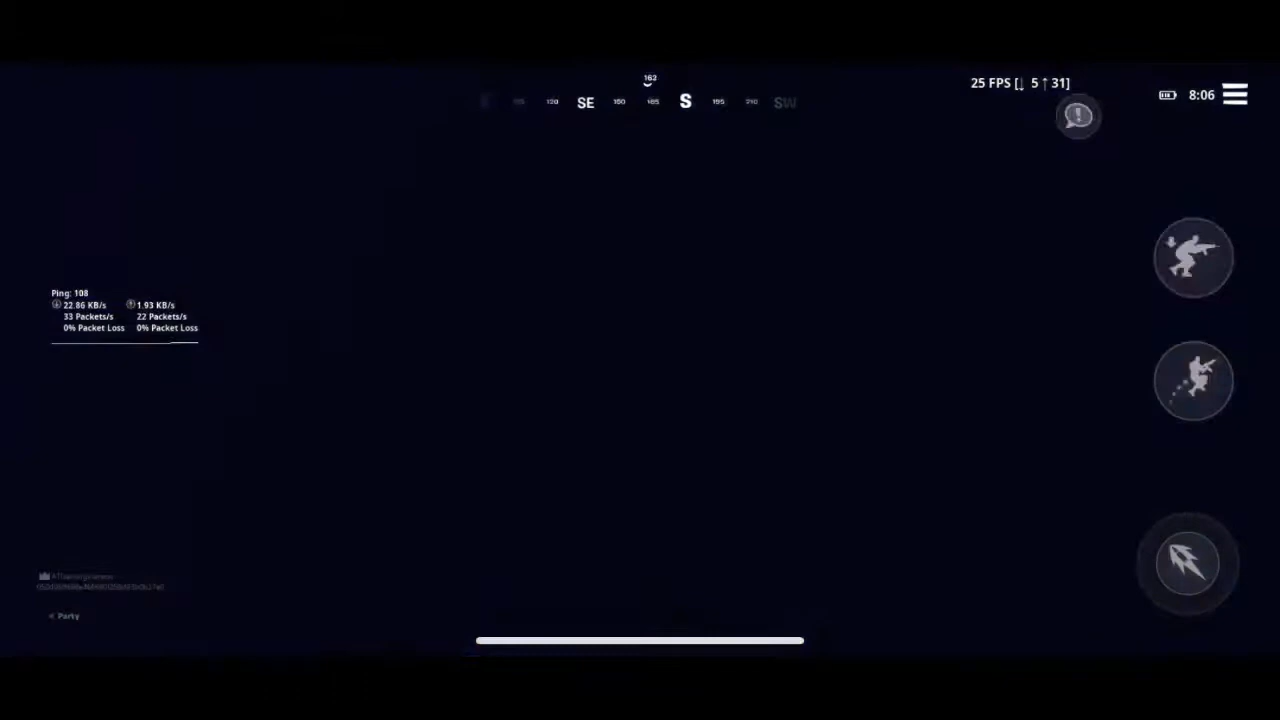 162
120 SE 150 165 S 195 210 SW
25 FPS [↓ 5 ↑ 31]
8:06
Ping: 108
22.86 KB/s 1.93 KB/s
33 Packets/s 22 Packets/s
0% Packet Loss 0% Packet Loss
< Party